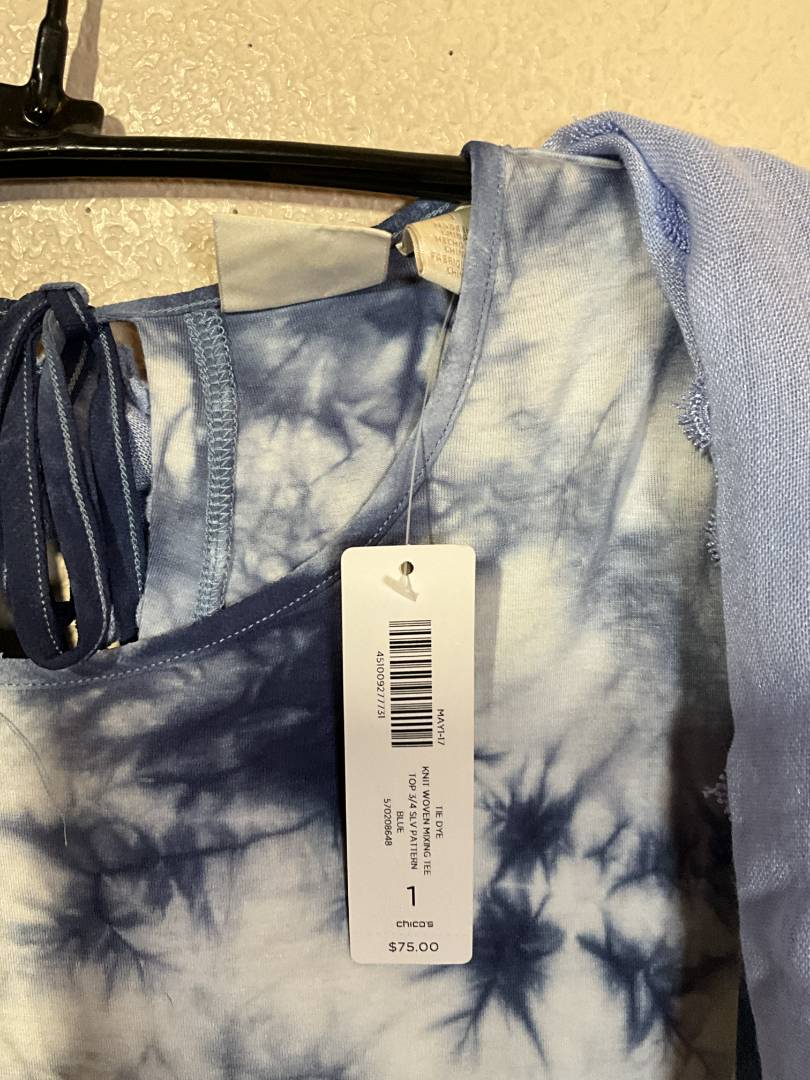 451009277731
MAY1-17
TIE DYE
KNIT WOVEN MIXING TEE
TOP 3/4 SLV PATTERN
BLUE
570208648
1
chico's
$75.00